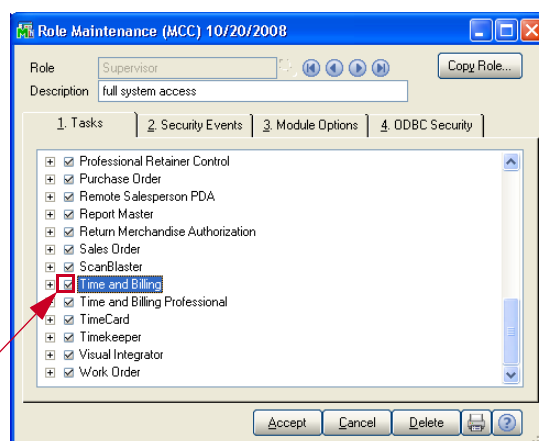 Role Maintenance (MCC) 10/20/2008
Role Supervisor Copy Role...
Description full system access
1. Tasks 2. Security Events 3. Module Options 4. ODBC Security
Professional Retainer Control
Purchase Order
Remote Salesperson PDA
Report Master
Return Merchandise Authorization
Sales Order
ScanBlaster
Time and Billing
Time and Billing Professional
TimeCard
Timekeeper
Visual Integrator
Work Order
Accept Cancel Delete